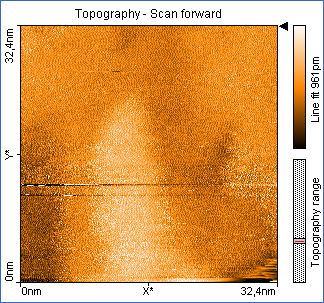 Topography - Scan forward
32,4nm
Y*
0nm
0nm
X*
32,4nm
Line fit 961pm
Topography range